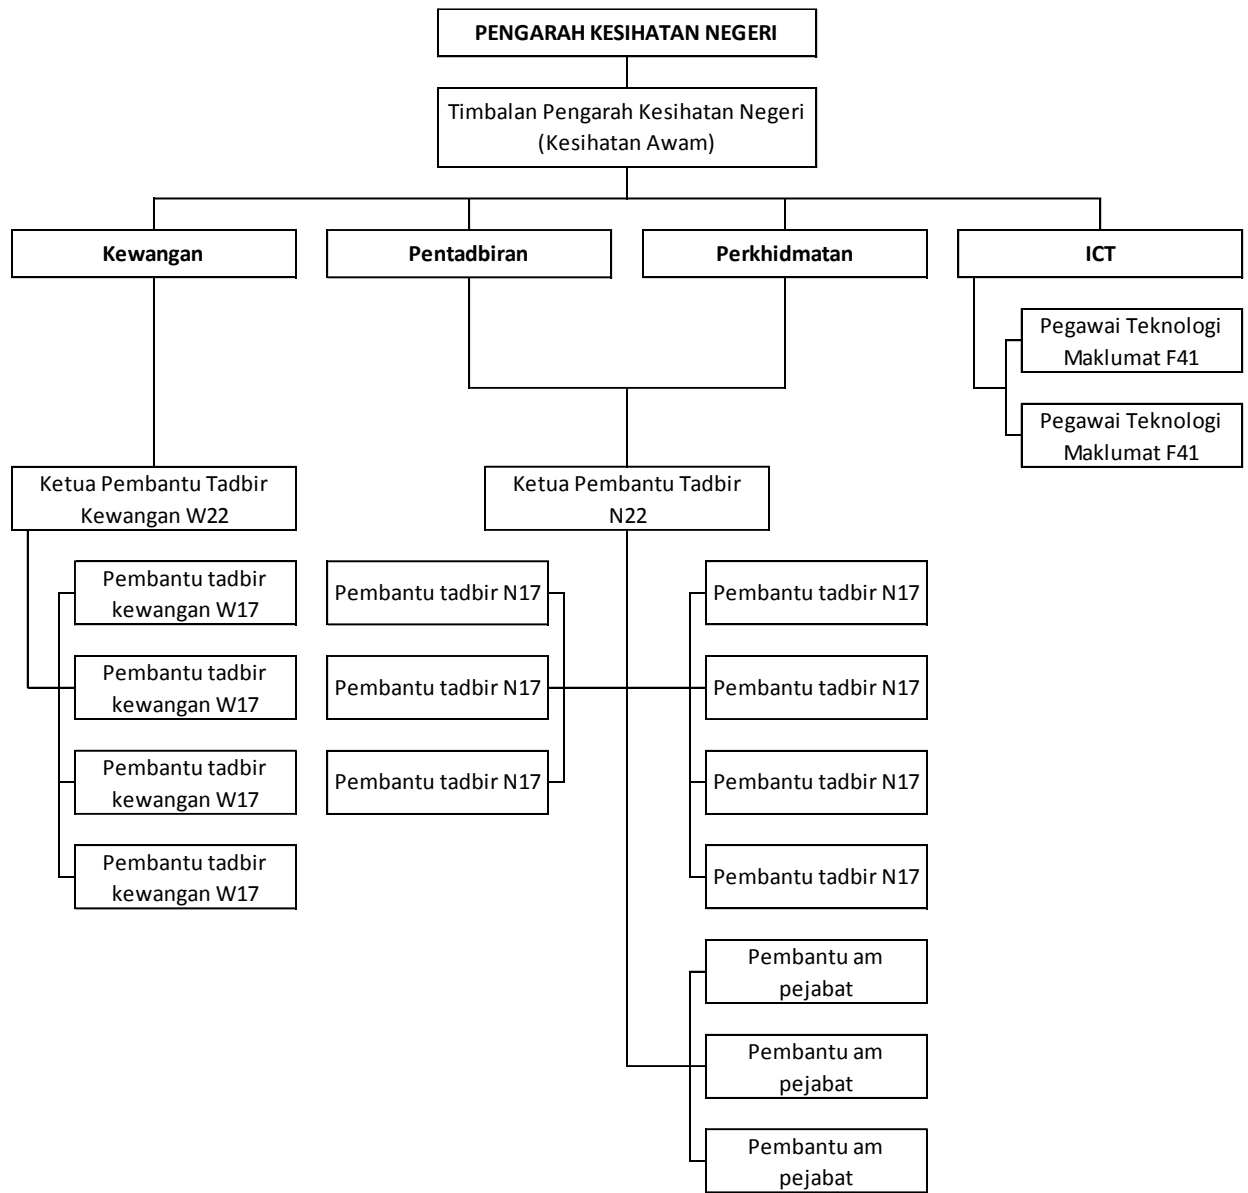 PENGARAH KESIHATAN NEGERI
Timbalan Pengarah Kesihatan Negeri
(Kesihatan Awam)
Kewangan
Pentadbiran
Perkhidmatan
ICT
Pegawai Teknologi
Maklumat F41
Pegawai Teknologi
Maklumat F41
Ketua Pembantu Tadbir
Kewangan W22
Ketua Pembantu Tadbir
N22
Pembantu tadbir
kewangan W17
Pembantu tadbir
kewangan W17
Pembantu tadbir
kewangan W17
Pembantu tadbir
kewangan W17
Pembantu tadbir N17
Pembantu tadbir N17
Pembantu tadbir N17
Pembantu tadbir N17
Pembantu tadbir N17
Pembantu tadbir N17
Pembantu tadbir N17
Pembantu am
pejabat
Pembantu am
pejabat
Pembantu am
pejabat